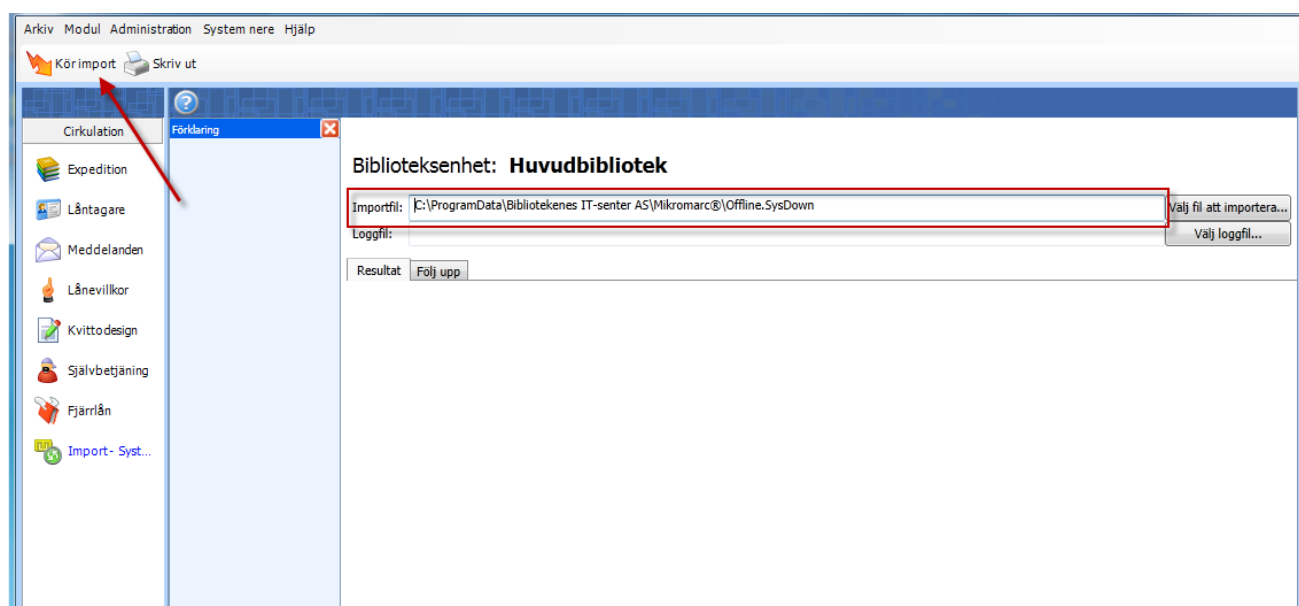 Arkiv Modul Administration System nere Hjälp
Kör import Skriv ut
Cirkulation
Förklaring
Expedition
Låntagare
Meddelanden
Lånevillkor
Kvittodesign
Självbetjäning
Fjärrlån
Import- Syst...
Biblioteksenhet: Huvudbibliotek
Importfil: C:\ProgramData\Bibliotekenes IT-senter AS\Mikromarc®\Offline.SysDown Välj fil att importera...
Loggfil: Välj loggfil...
Resultat Följ upp